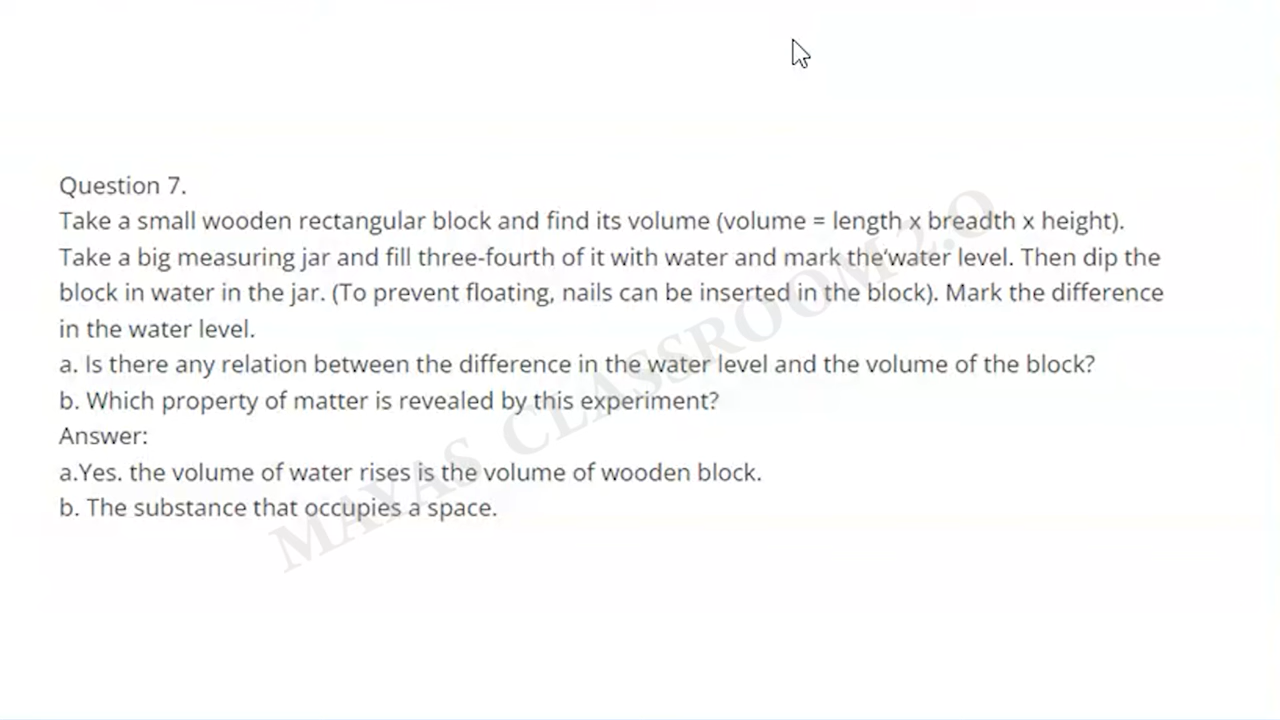 Question 7.
Take a small wooden rectangular block and find its volume (volume = length x breadth x height).
Take a big measuring jar and fill three-fourth of it with water and mark the‘water level. Then dip the
block in water in the jar. (To prevent floating, nails can be inserted in the block). Mark the difference
in the water level.
a. Is there any relation between the difference in the water level and the volume of the block?
b. Which property of matter is revealed by this experiment?
Answer:
a.Yes. the volume of water rises is the volume of wooden block.
b. The substance that occupies a space.
MAYAS CLASSROOM 2.O